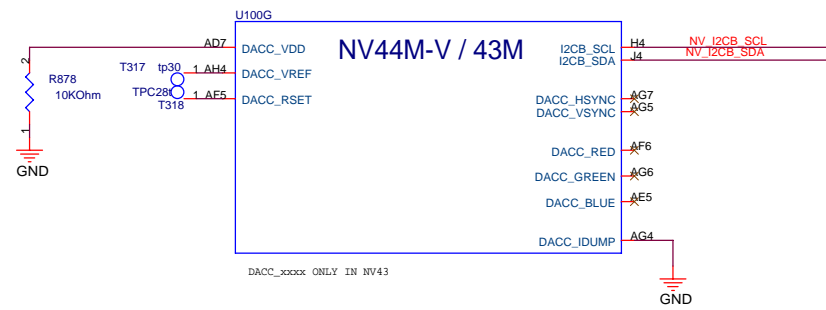 U100G
NV44M-V / 43M
AD7 DACC_VDD
I2CB_SCL H4 NV_I2CB_SCL
I2CB_SDA J4 NV_I2CB_SDA
T317 tp30 1 AH4 DACC_VREF
2
R878
10KOhm
1
TPC28t
T318 1 AF5 DACC_RSET
DACC_HSYNC AG7
DACC_VSYNC AG5
DACC_RED AF6
DACC_GREEN AG6
DACC_BLUE AE5
DACC_IDUMP AG4
GND
GND
DACC_xxxx ONLY IN NV43